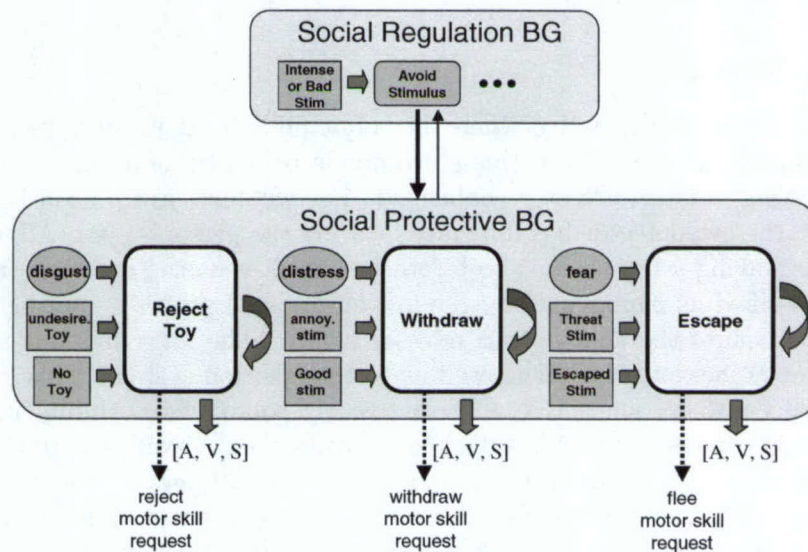 Social Regulation BG
Intense
or Bad
Stim
Avoid
Stimulus
Social Protective BG
disgust
undesire.
Toy
No
Toy
Reject
Toy
distress
annoy.
stim
Good
stim
Withdraw
fear
Threat
Stim
Escaped
Stim
Escape
[A, V, S]
[A, V, S]
[A, V, S]
reject
motor skill
request
withdraw
motor skill
request
flee
motor skill
request